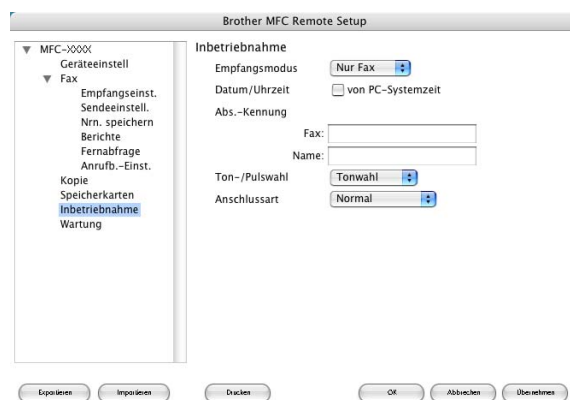 Brother MFC Remote Setup
MFC-XXXX
Geräteeinstell
Fax
Empfangseinst.
Sendeeinstell.
Nrn. speichern
Berichte
Fernabfrage
Anrufb.-Einst.
Kopie
Speicherkarten
Inbetriebnahme
Wartung
Inbetriebnahme
Empfangsmodus Nur Fax
Datum/Uhrzeit von PC-Systemzeit
Abs.-Kennung
Fax:
Name:
Ton-/Pulswahl Tonwahl
Anschlussart Normal
Exportieren Importieren Drucken OK Abbrechen Übernehmen